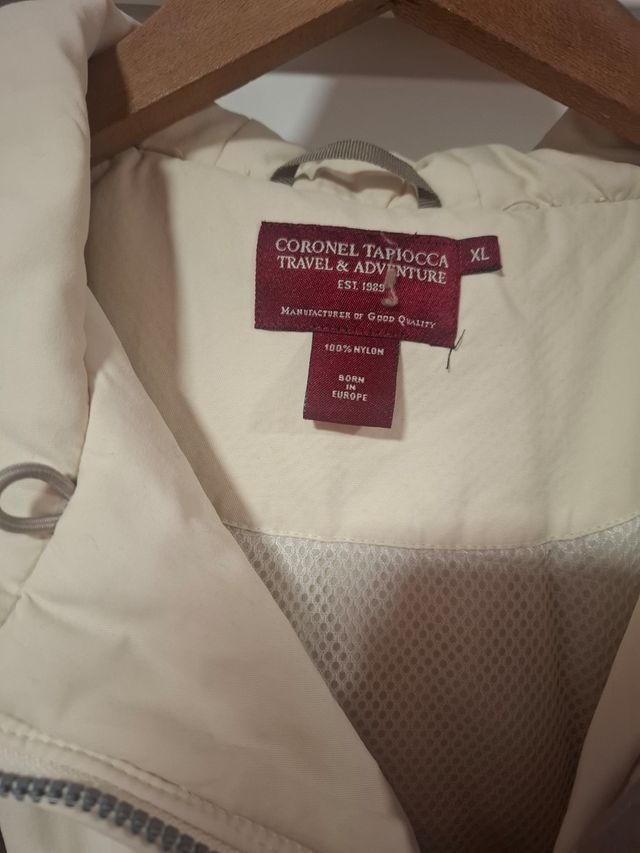 CORONEL TAPIOCCA
TRAVEL & ADVENTURE
EST. 1989
MANUFACTURER OF GOOD QUALITY
XL
100% NYLON
BORN
IN
EUROPE